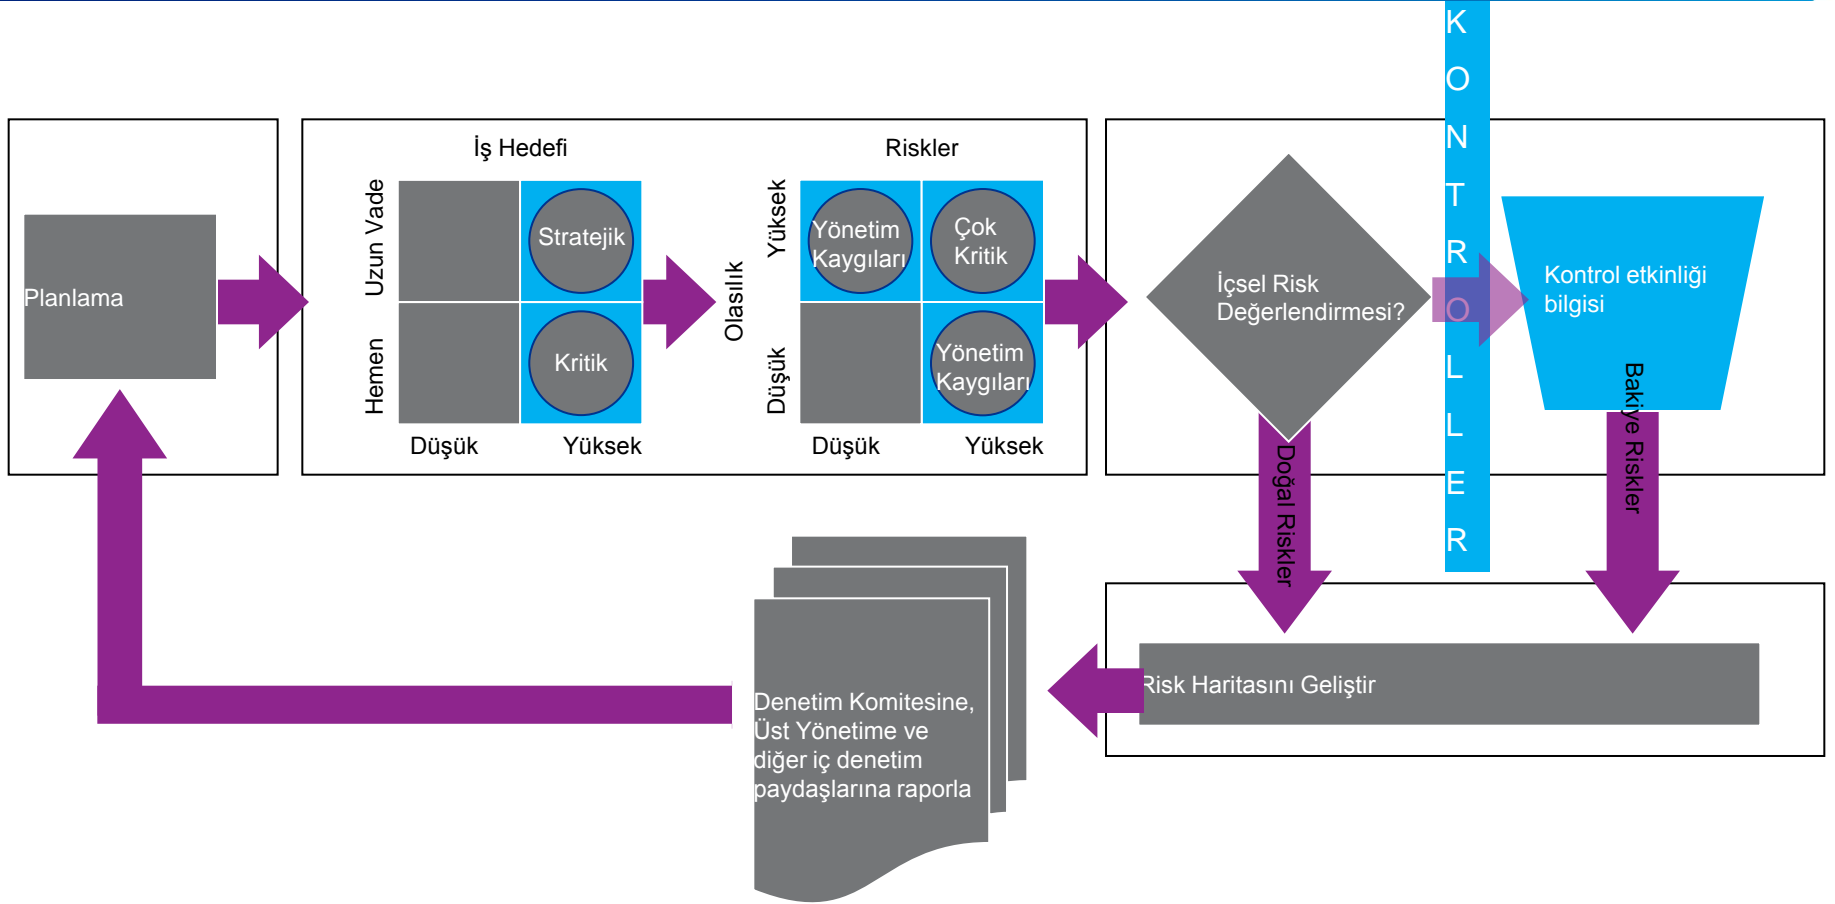 K
O
N
T
R
O
L
L
E
R
Planlama
İş Hedefi
Uzun Vade
Hemen
Stratejik
Kritik
Düşük
Yüksek
Riskler
Olasılık
Yüksek
Düşük
Yönetim
Kaygıları
Çok
Kritik
Yönetim
Kaygıları
Düşük
Yüksek
İçsel Risk
Değerlendirmesi?
Kontrol etkinliği
bilgisi
Doğal Riskler
Bakiye Riskler
Risk Haritasını Geliştir
Denetim Komitesine,
Üst Yönetime ve
diğer iç denetim
paydaşlarına raporla